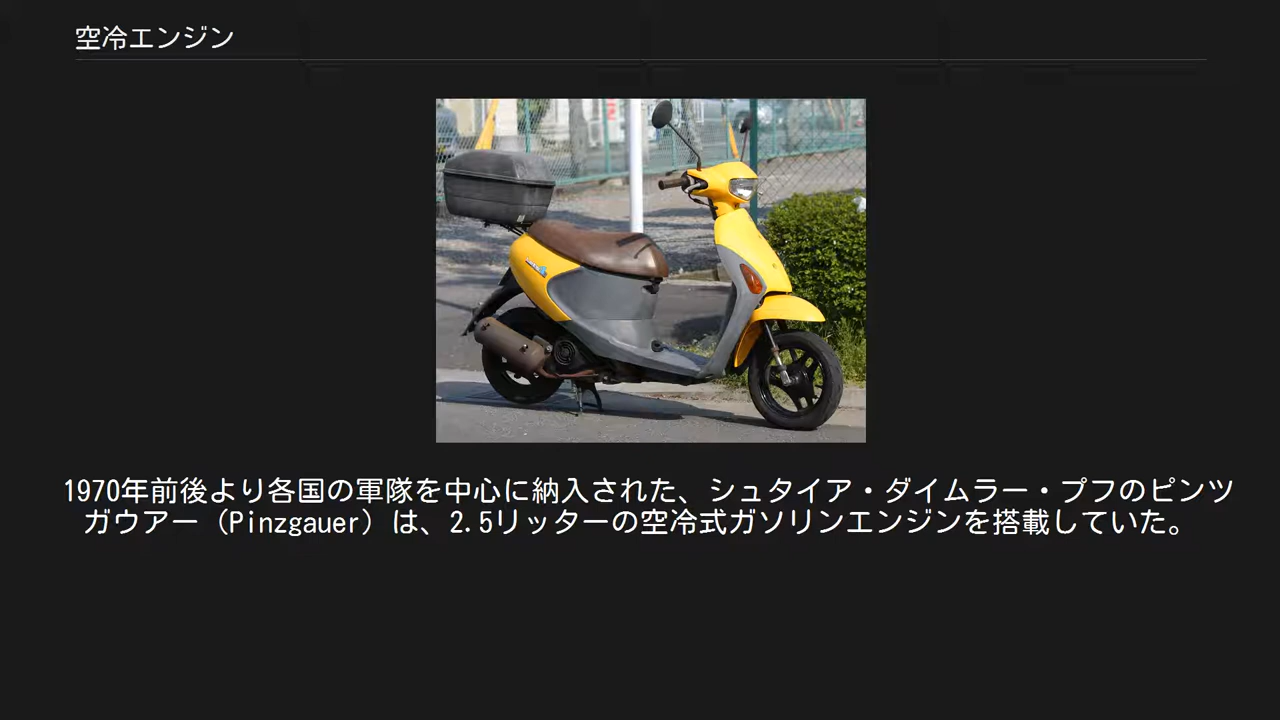 空冷エンジン
1970年前後より各国の軍隊を中心に納入された、シュタイア・ダイムラー・プフのピンツ
ガウアー（Pinzgauer）は、2.5リッターの空冷式ガソリンエンジンを搭載していた。